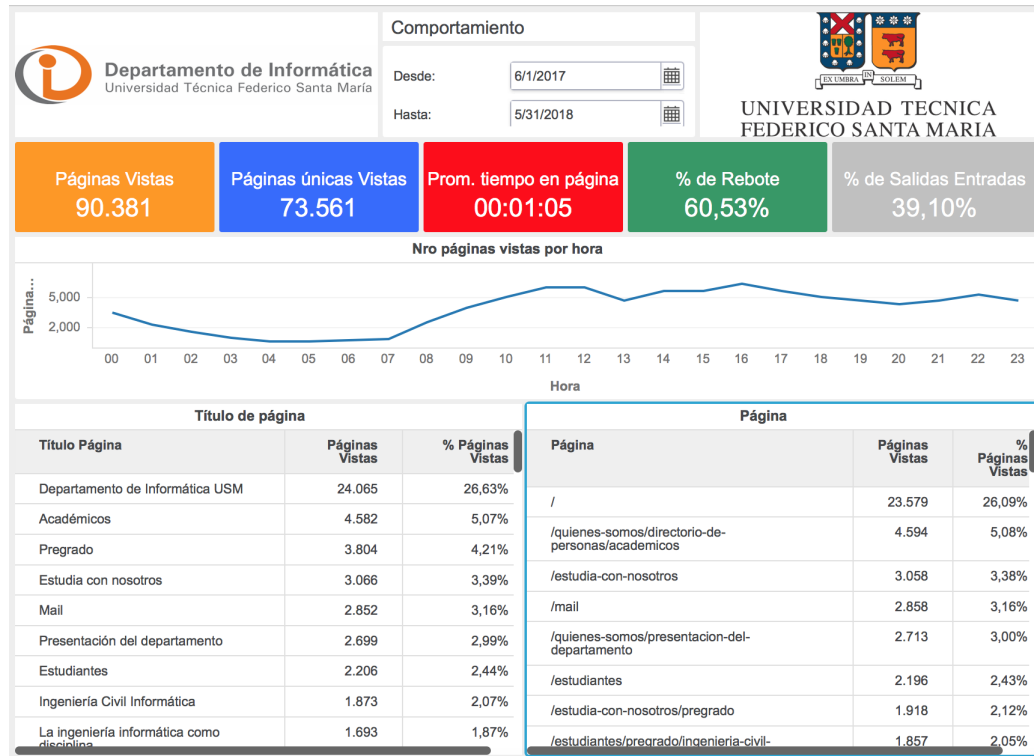 Departamento de Informática
Universidad Técnica Federico Santa María
Comportamiento
Desde:
6/1/2017
Hasta:
5/31/2018
EX UMBRA IN SOLEM
UNIVERSIDAD TECNICA
FEDERICO SANTA MARIA
Páginas Vistas
90.381
Páginas únicas Vistas
73.561
Prom. tiempo en página
00:01:05
% de Rebote
60,53%
% de Salidas Entradas
39,10%
Nro páginas vistas por hora
Página...
5,000
2,000
00 01 02 03 04 05 06 07 08 09 10 11 12 13 14 15 16 17 18 19 20 21 22 23
Hora
Título de página
Título Página Páginas Vistas % Páginas Vistas
Departamento de Informática USM 24.065 26,63%
Académicos 4.582 5,07%
Pregrado 3.804 4,21%
Estudia con nosotros 3.066 3,39%
Mail 2.852 3,16%
Presentación del departamento 2.699 2,99%
Estudiantes 2.206 2,44%
Ingeniería Civil Informática 1.873 2,07%
La ingeniería informática como 1.693 1,87%
disciplina
Página
Página Páginas Vistas % Páginas Vistas
/ 23.579 26,09%
/quienes-somos/directorio-de- 4.594 5,08%
personas/academicos
/estudia-con-nosotros 3.058 3,38%
/mail 2.858 3,16%
/quienes-somos/presentacion-del- 2.713 3,00%
departamento
/estudiantes 2.196 2,43%
/estudia-con-nosotros/pregrado 1.918 2,12%
/estudiantes/pregrado/ingenieria-civil- 1.857 2,05%